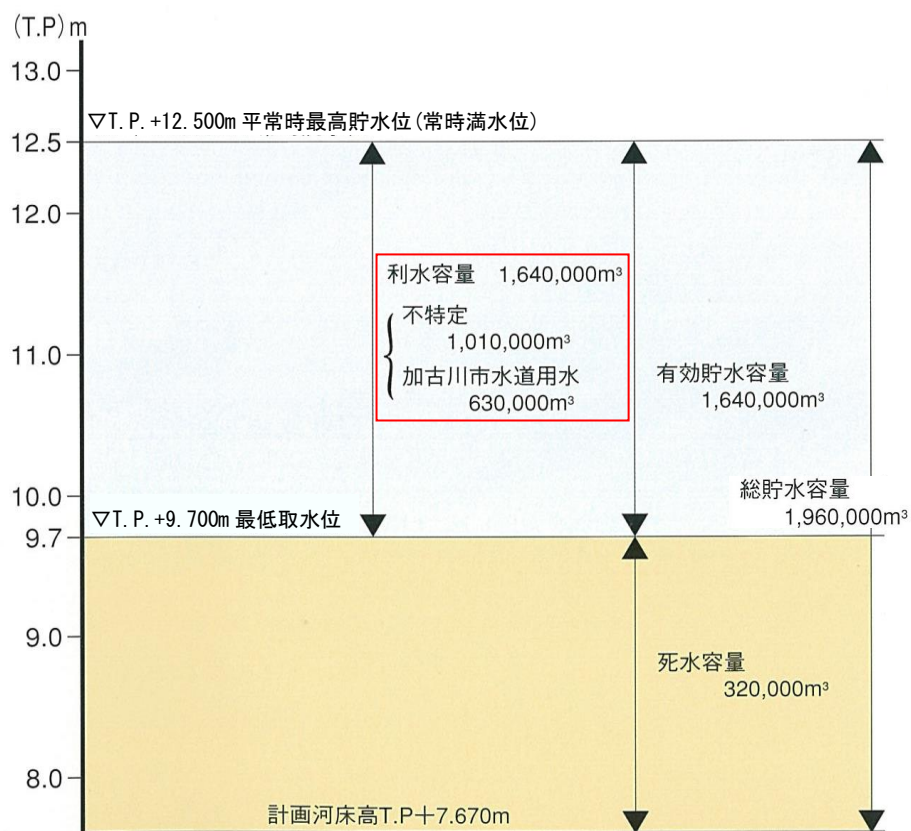 (T.P)m
13.0
▽T.P.+12.500m 平常時最高貯水位(常時満水位)
12.5
12.0
利水容量 1,640,000m³
不特定
1,010,000m³
11.0
加古川市水道用水
630,000m³
有効貯水容量
1,640,000m³
10.0
総貯水容量
1,960,000m³
▽T.P.+9.700m 最低取水位
9.7
9.0
死水容量
320,000m³
8.0
計画河床高T.P＋7.670m